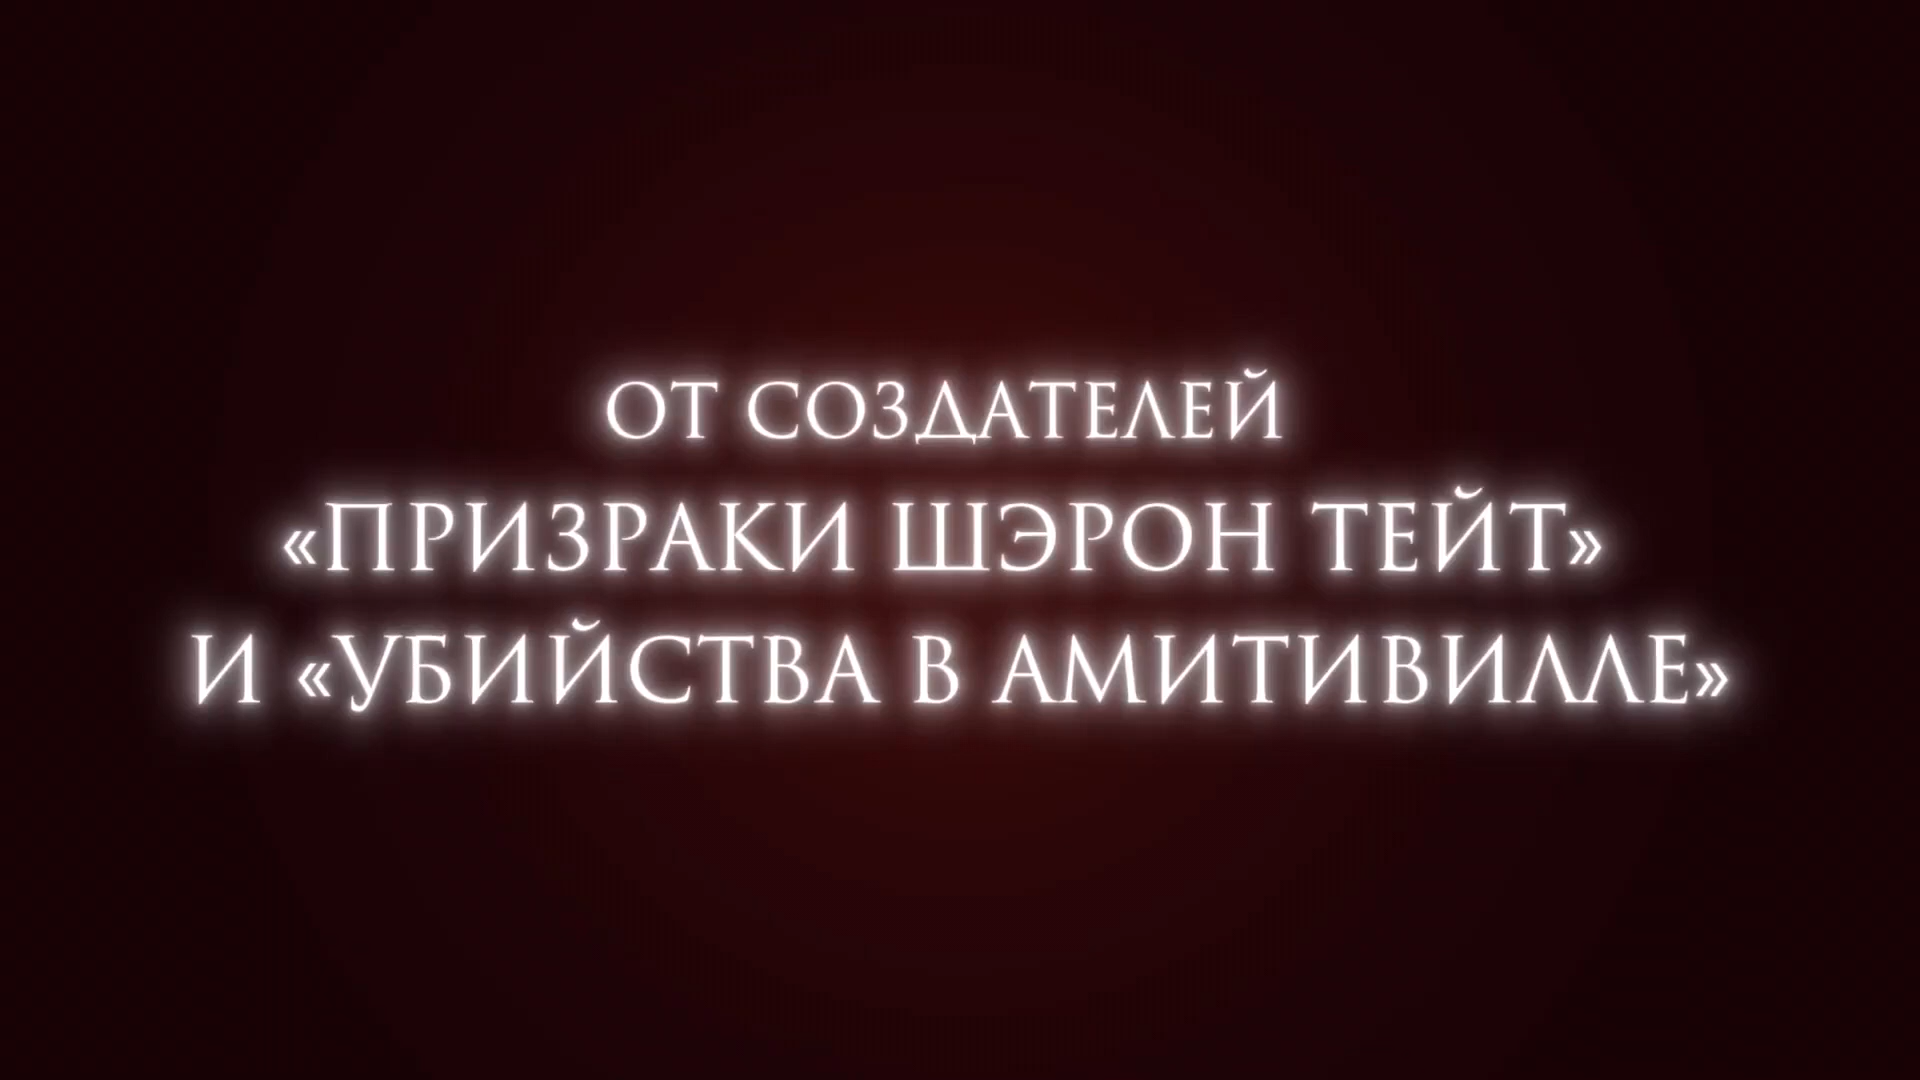 ОТ СОЗДАТЕЛЕЙ
«ПРИЗРАКИ ШЭРОН ТЕЙТ»
И «УБИЙСТВА В АМИТИВИЛЛЕ»